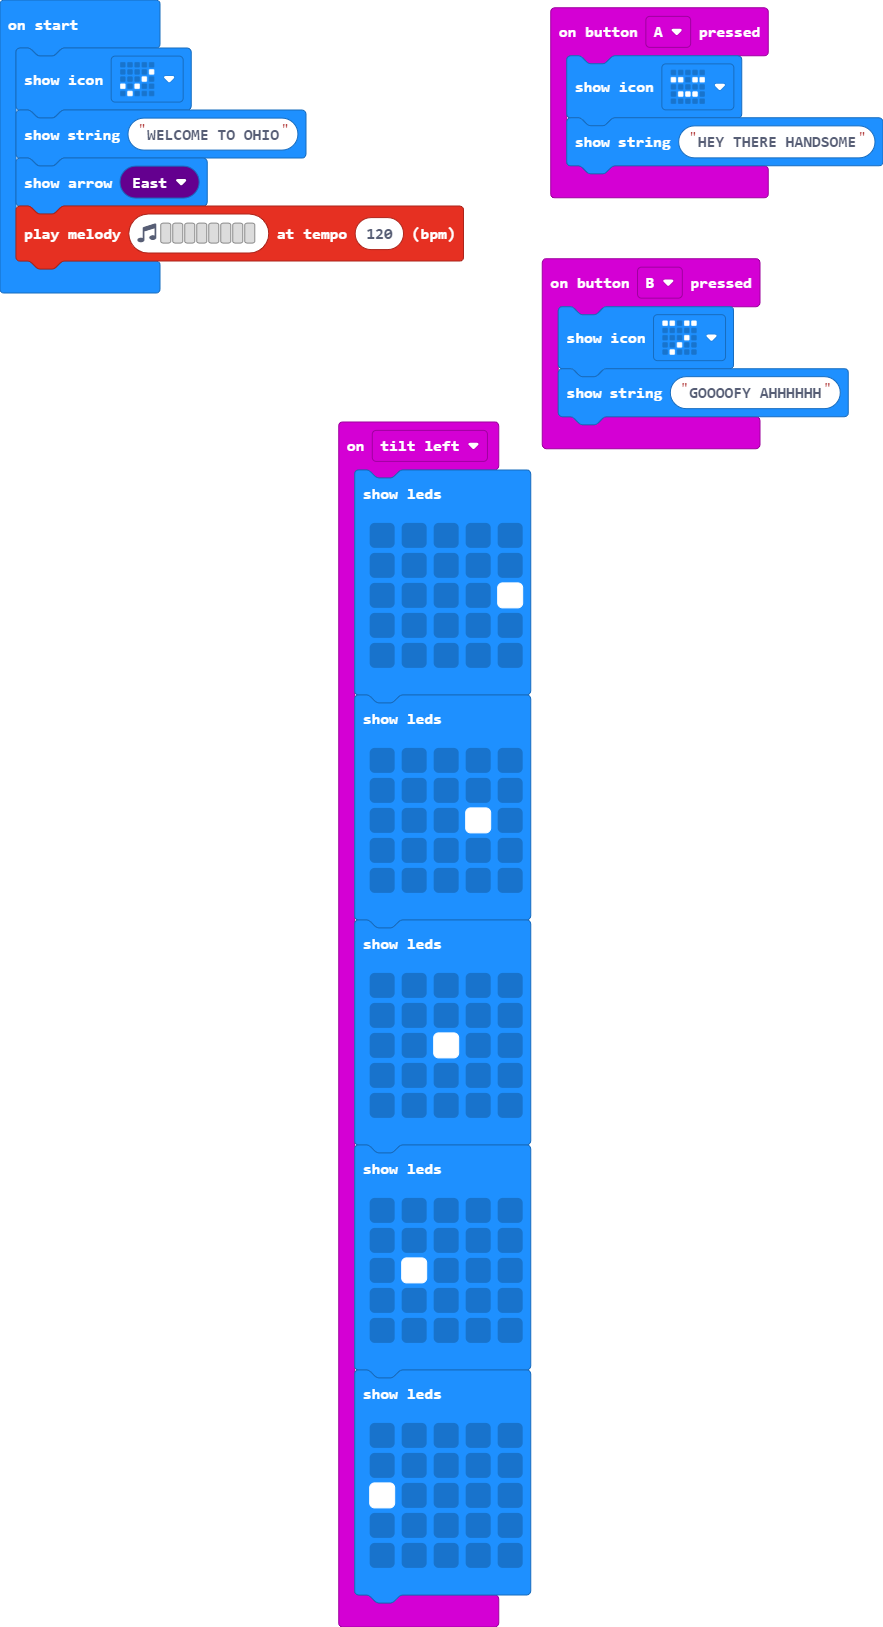 on start
show icon
show string "WELCOME TO OHIO"
show arrow East
play melody at tempo 120 (bpm)
on button A pressed
show icon
show string "HEY THERE HANDSOME"
on button B pressed
show icon
show string "GOOOOFY AHHHHHH"
on tilt left
show leds
show leds
show leds
show leds
show leds